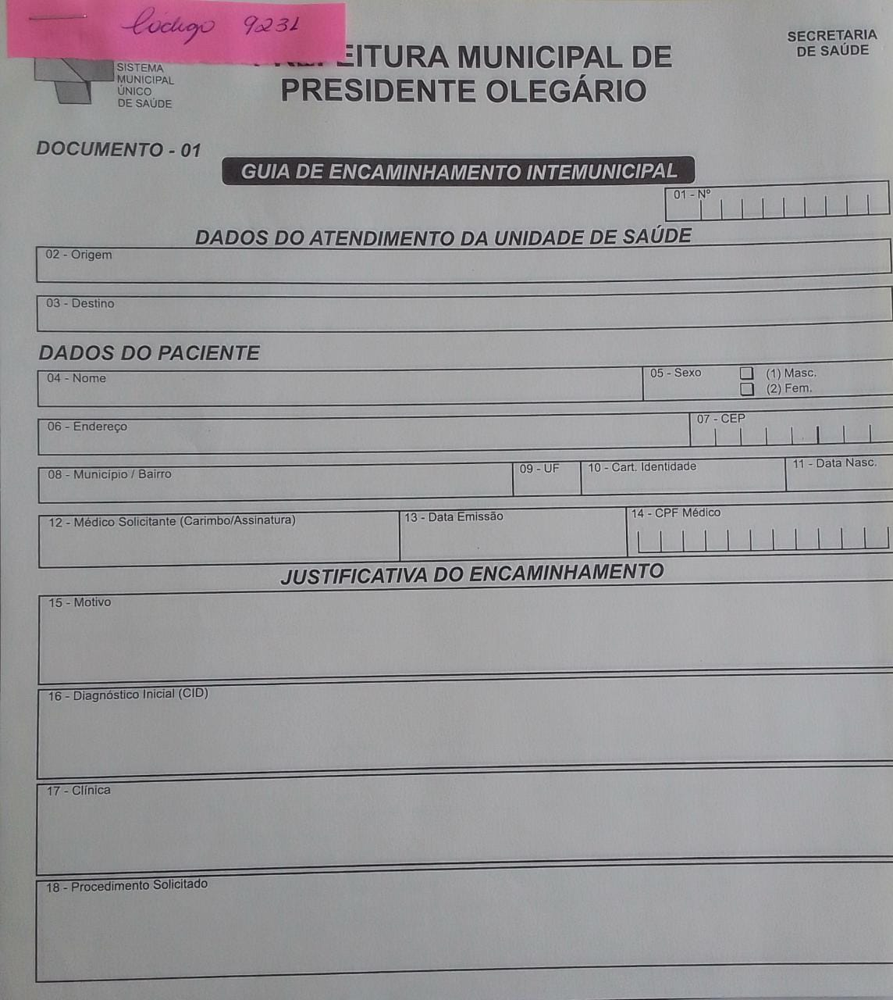 Código 9231
SECRETARIA
DE SAÚDE
EITURA MUNICIPAL DE
PRESIDENTE OLEGÁRIO
SISTEMA
MUNICIPAL
ÚNICO
DE SAÚDE
DOCUMENTO - 01
GUIA DE ENCAMINHAMENTO INTEMUNICIPAL
01 - Nº
DADOS DO ATENDIMENTO DA UNIDADE DE SAÚDE
02 - Origem
03 - Destino
DADOS DO PACIENTE
04 - Nome
05 - Sexo
(1) Masc.
(2) Fem.
06 - Endereço
07 - CEP
08 - Município / Bairro
09 - UF
10 - Cart. Identidade
11 - Data Nasc.
12 - Médico Solicitante (Carimbo/Assinatura)
13 - Data Emissão
14 - CPF Médico
JUSTIFICATIVA DO ENCAMINHAMENTO
15 - Motivo
16 - Diagnóstico Inicial (CID)
17 - Clínica
18 - Procedimento Solicitado